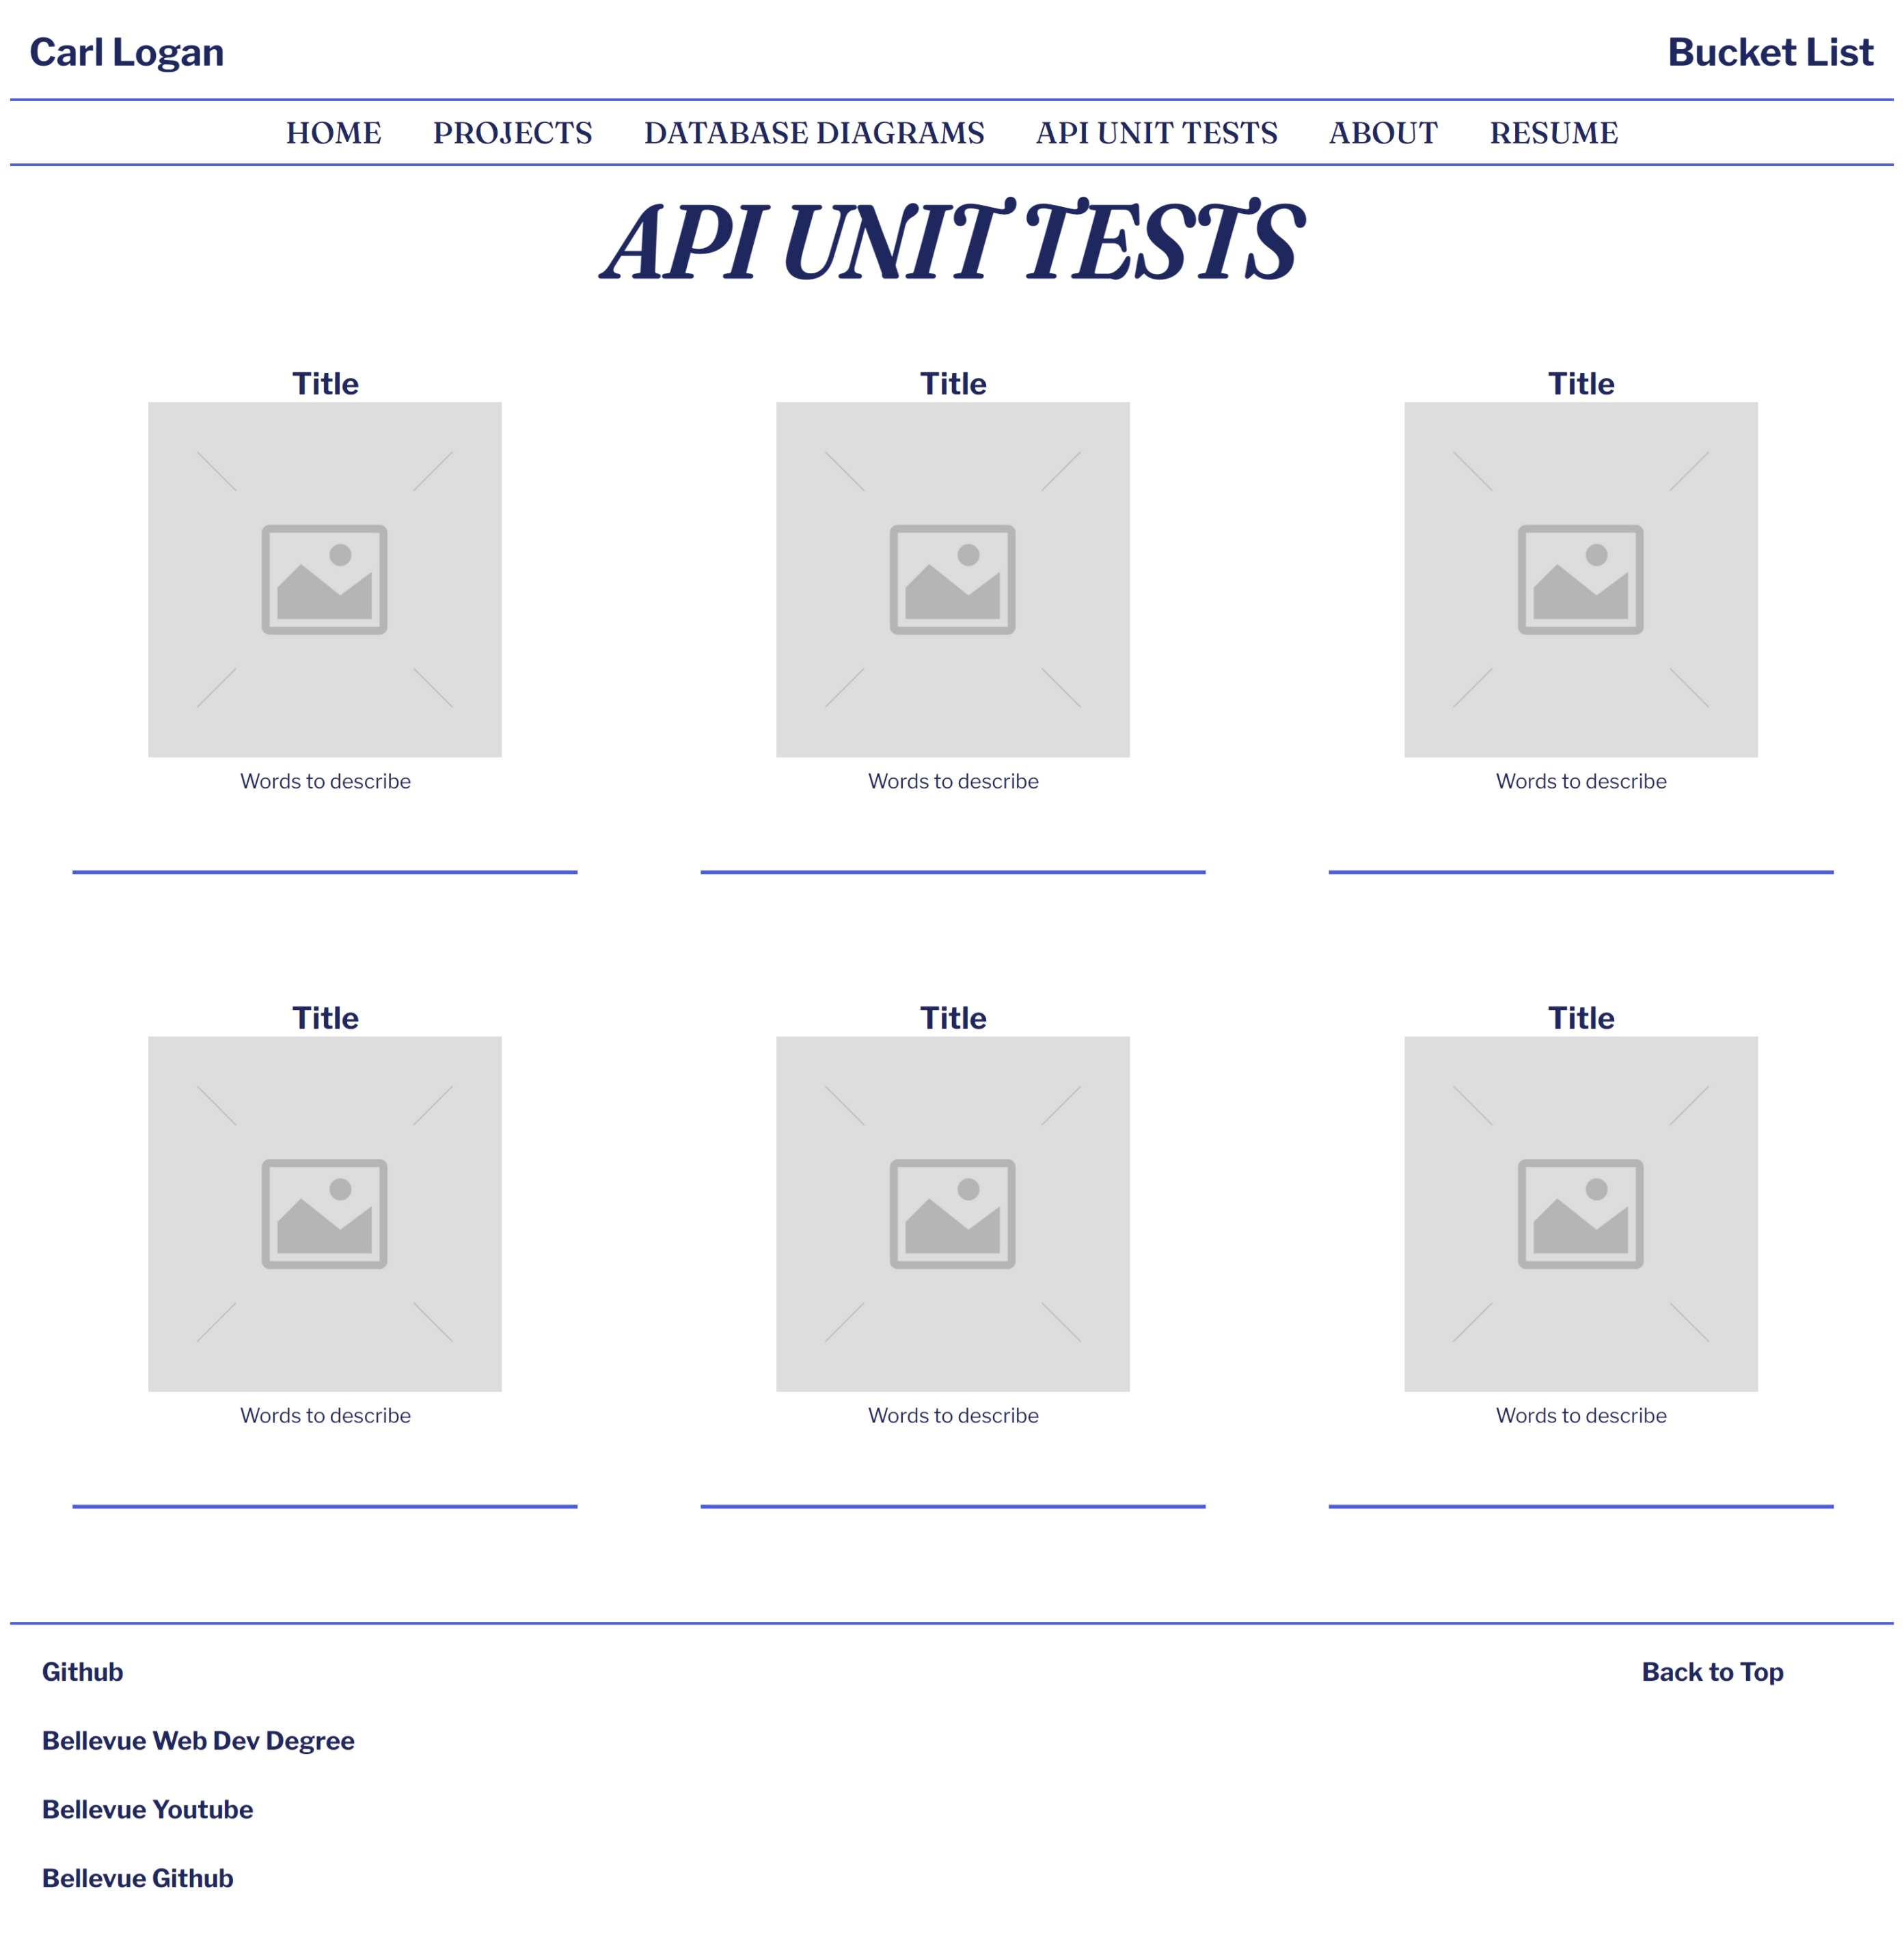 Carl Logan
Bucket List
HOME PROJECTS DATABASE DIAGRAMS API UNIT TESTS ABOUT RESUME
API UNIT TESTS
Title Title Title
Words to describe Words to describe Words to describe
Title Title Title
Words to describe Words to describe Words to describe
Github
Back to Top
Bellevue Web Dev Degree
Bellevue Youtube
Bellevue Github